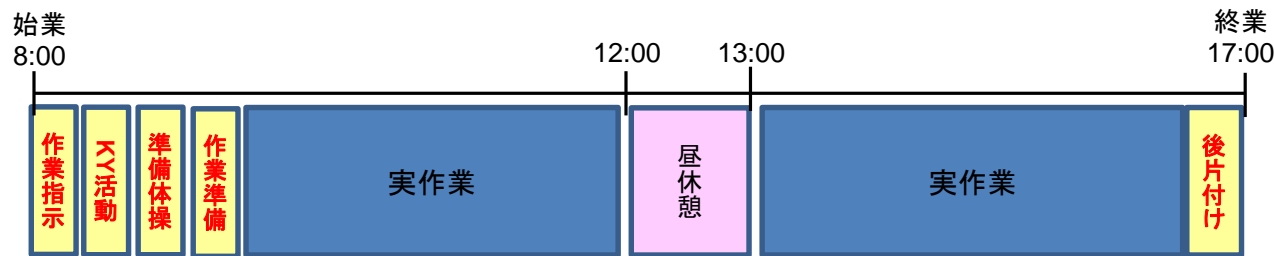 始業
8:00
12:00
13:00
終業
17:00
作業指示
KY活動
準備体操
作業準備
実作業
昼休憩
実作業
後片付け